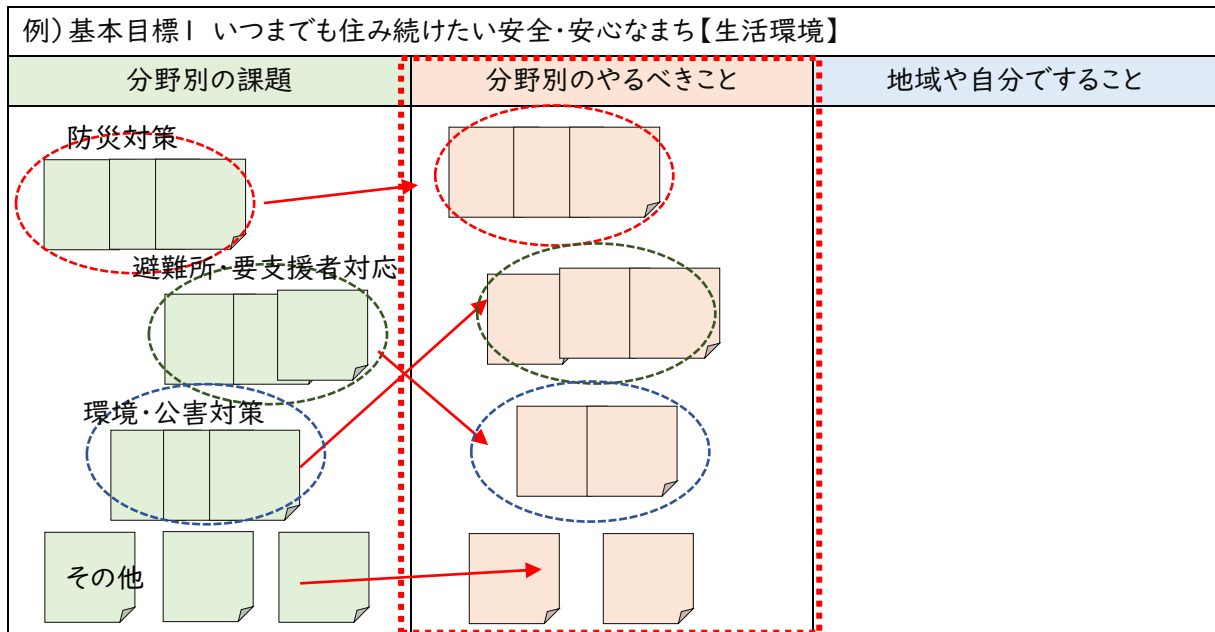 例）基本目標Ⅰ いつまでも住み続けたい安全・安心なまち【生活環境】
分野別の課題
分野別のやるべきこと
地域や自分ですること
防災対策
避難所・要支援者対応
環境・公害対策
その他